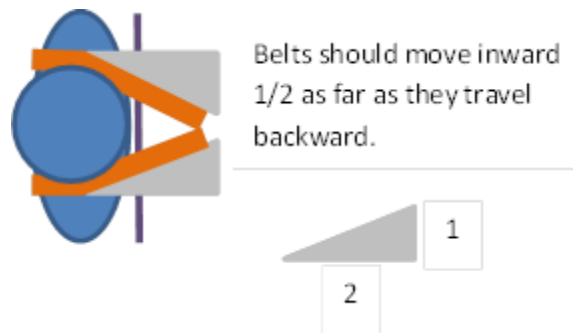 Belts should move inward
1/2 as far as they travel
backward.
1
2